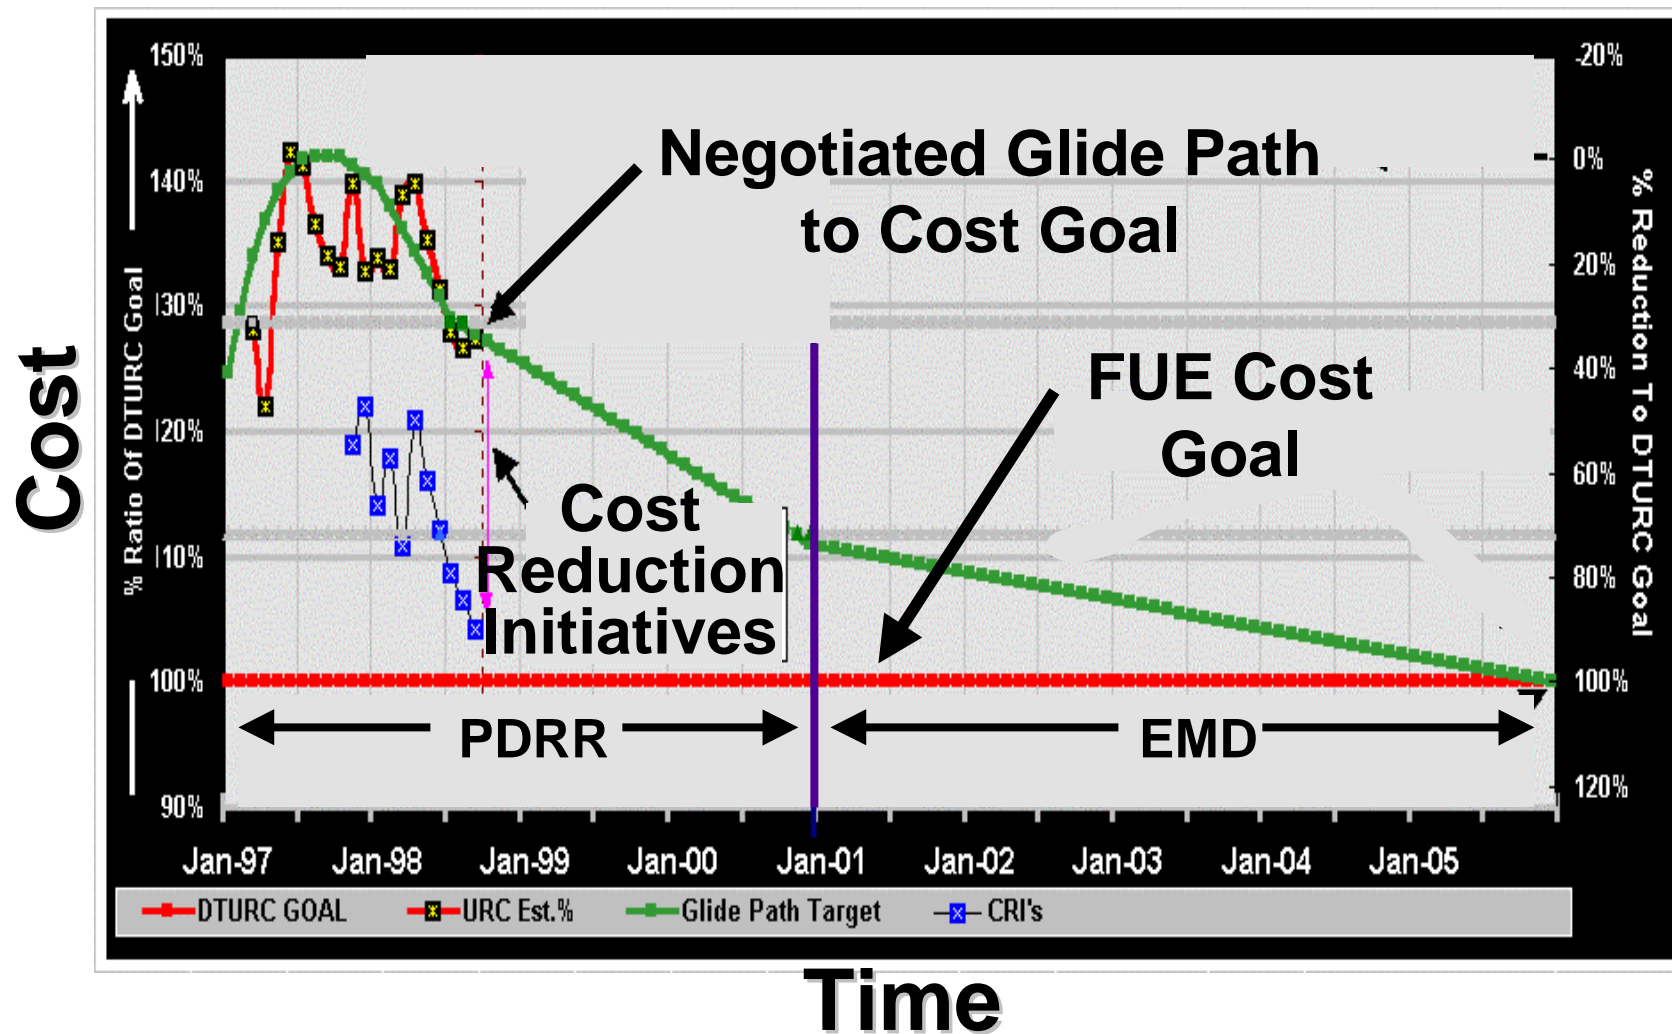 Cost
% Ratio Of DTURC Goal
150%
140%
130%
120%
110%
100%
90%
-20%
0%
20%
40%
60%
80%
100%
120%
% Reduction To DTURC Goal
Negotiated Glide Path
to Cost Goal
FUE Cost
Goal
Cost
Reduction
Initiatives
PDRR
EMD
Jan-97 Jan-98 Jan-99 Jan-00 Jan-01 Jan-02 Jan-03 Jan-04 Jan-05
DTURC GOAL URC Est.% Glide Path Target CRI's
Time